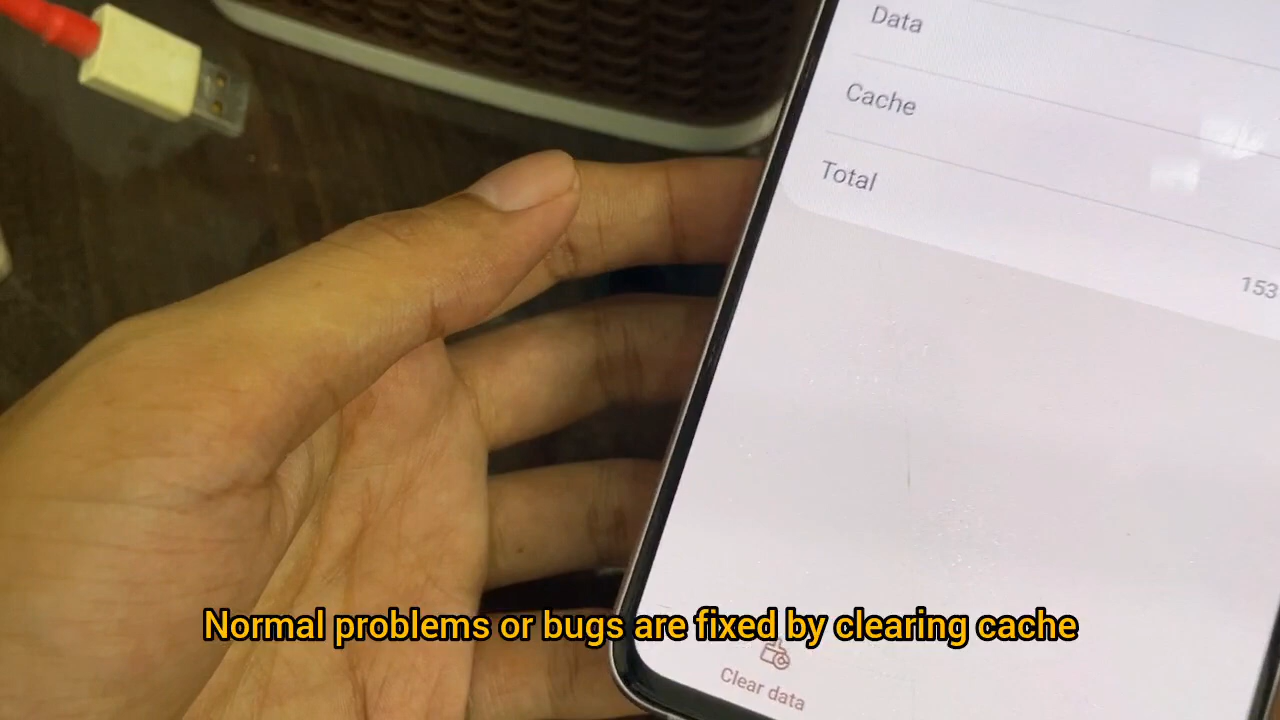 Data
Cache
Total
153
Normal problems or bugs are fixed by clearing cache
Clear data